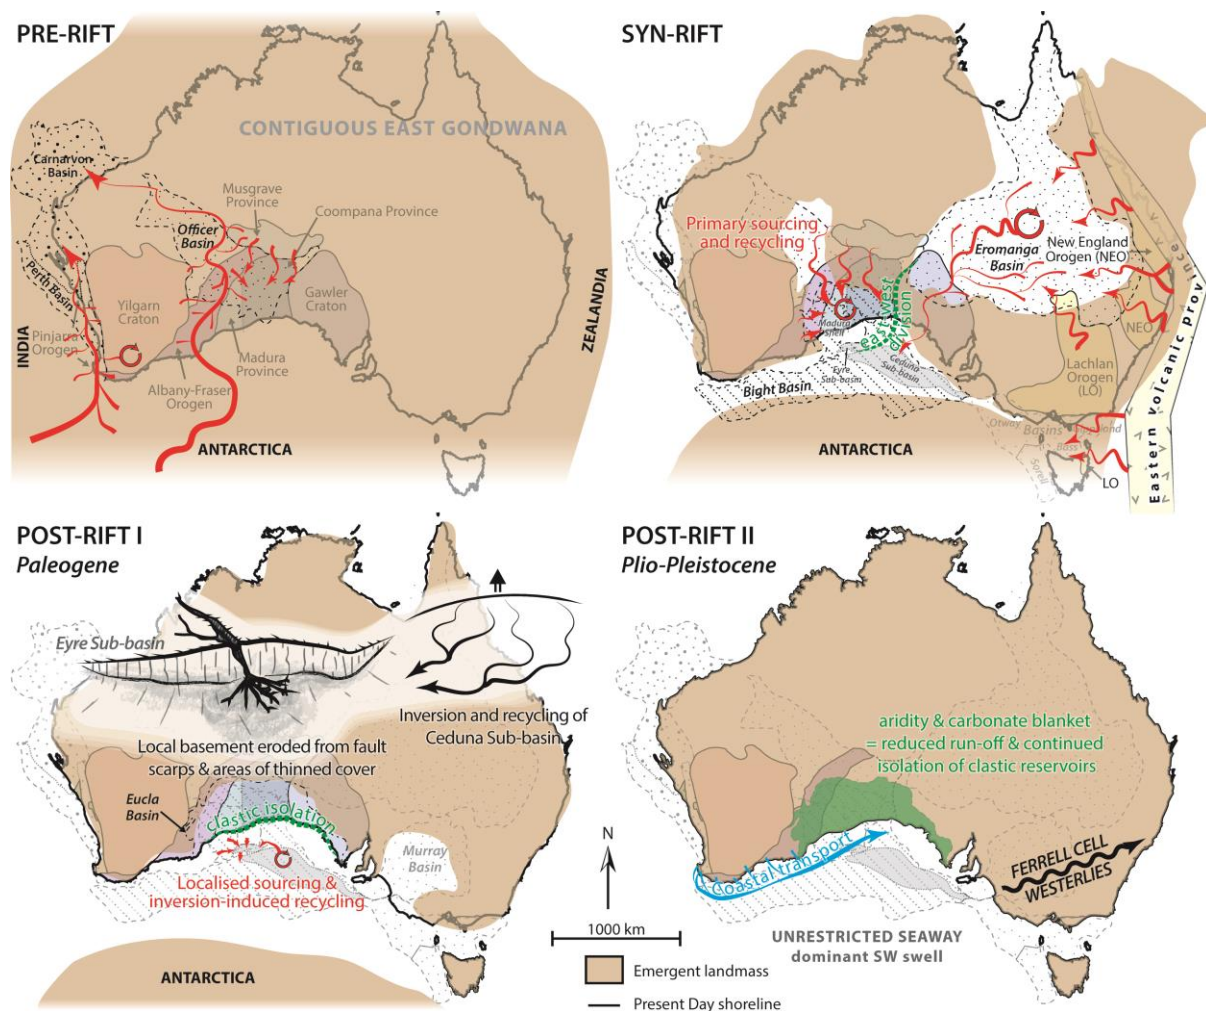 PRE-RIFT
CONTIGUOUS EAST GONDWANA
Carnarvon
Basin
Musgrave
Province
Coompana Province
Officer
Basin
Perth Basin
Yilgarn
Craton
Gawler
Craton
Pinjarra
Orogen
INDIA
Madura
Province
Albany-Fraser
Orogen
ZEALANDIA
ANTARCTICA
SYN-RIFT
Primary sourcing
and recycling
Eromanga
Basin
New England
Orogen (NEO)
east-west
division
Madura
Shelf
Eyre
Sub-basin
Ceduna
Sub-basin
Bight Basin
NEO
Lachlan
Orogen
(LO)
Otway
Basins
Gippsland
Bass
Sorell
LO
ANTARCTICA
Eastern volcanic province
POST-RIFT I
Paleogene
Eyre Sub-basin
Inversion and recycling of
Ceduna Sub-basin
Local basement eroded from fault
scarps & areas of thinned cover
Eucla
Basin
clastic isolation
Murray
Basin
Localised sourcing &
inversion-induced recycling
ANTARCTICA
POST-RIFT II
Plio-Pleistocene
aridity & carbonate blanket
= reduced run-off & continued
isolation of clastic reservoirs
Coastal transport
FERRELL CELL
WESTERLIES
UNRESTRICTED SEAWAY
dominant SW swell
N
1000 km
Emergent landmass
Present Day shoreline